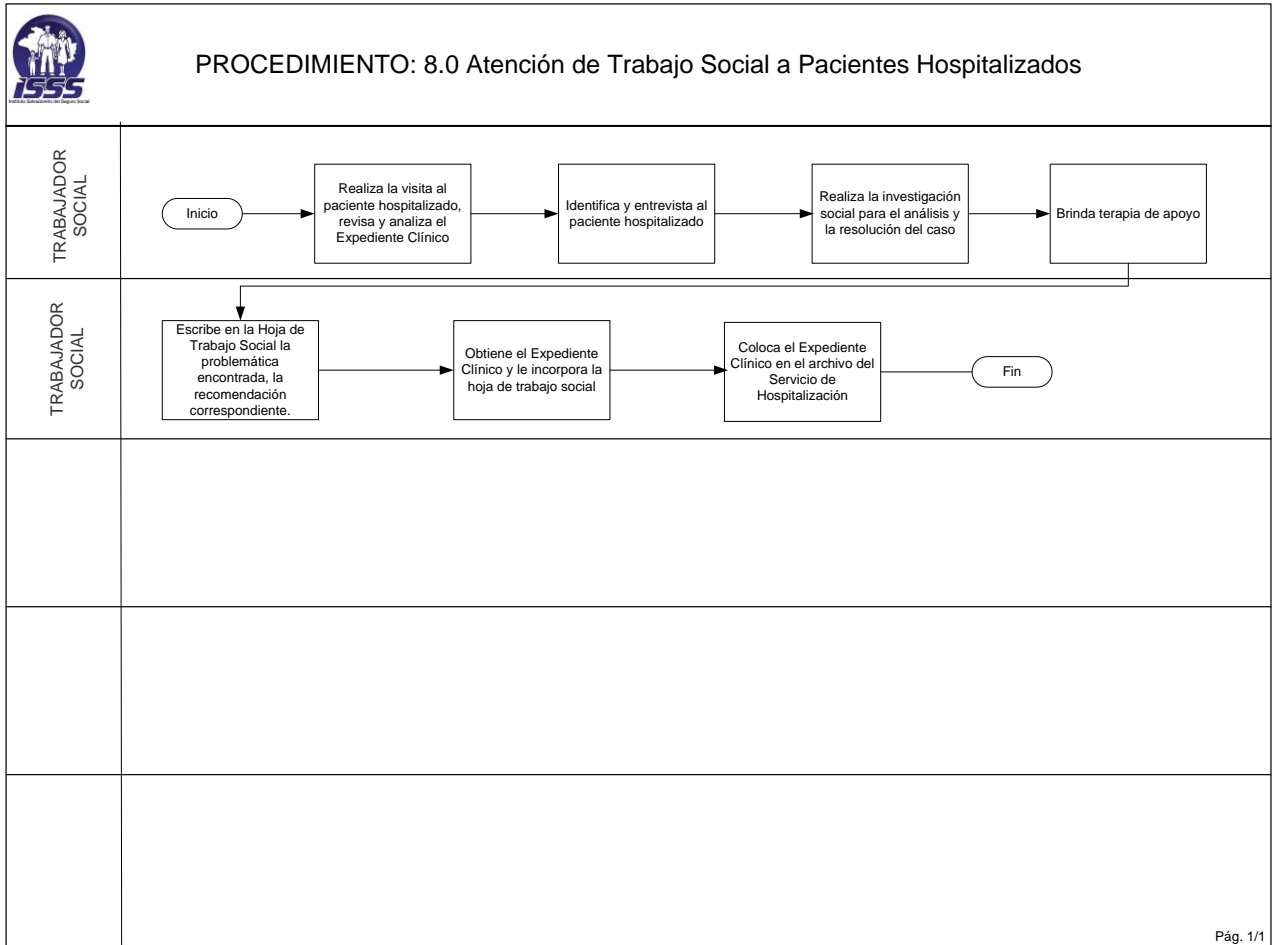 ISSS
Instituto Salvadoreño del Seguro Social
PROCEDIMIENTO: 8.0 Atención de Trabajo Social a Pacientes Hospitalizados
TRABAJADOR
SOCIAL
Inicio
Realiza la visita al
paciente hospitalizado,
revisa y analiza el
Expediente Clínico
Identifica y entrevista al
paciente hospitalizado
Realiza la investigació
social para el análisis y
la resolución del caso
Brinda terapia de apoyo
TRABAJADOR
SOCIAL
Escribe en la Hoja de
Trabajo Social la
problemática
encontrada, la
recomendación
correspondiente.
Obtiene el Expediente
Clínico y le incorpora la
hoja de trabajo social
Coloca el Expediente
Clínico en el archivo del
Servicio de
Hospitalización
Fin
Pág. 1/1